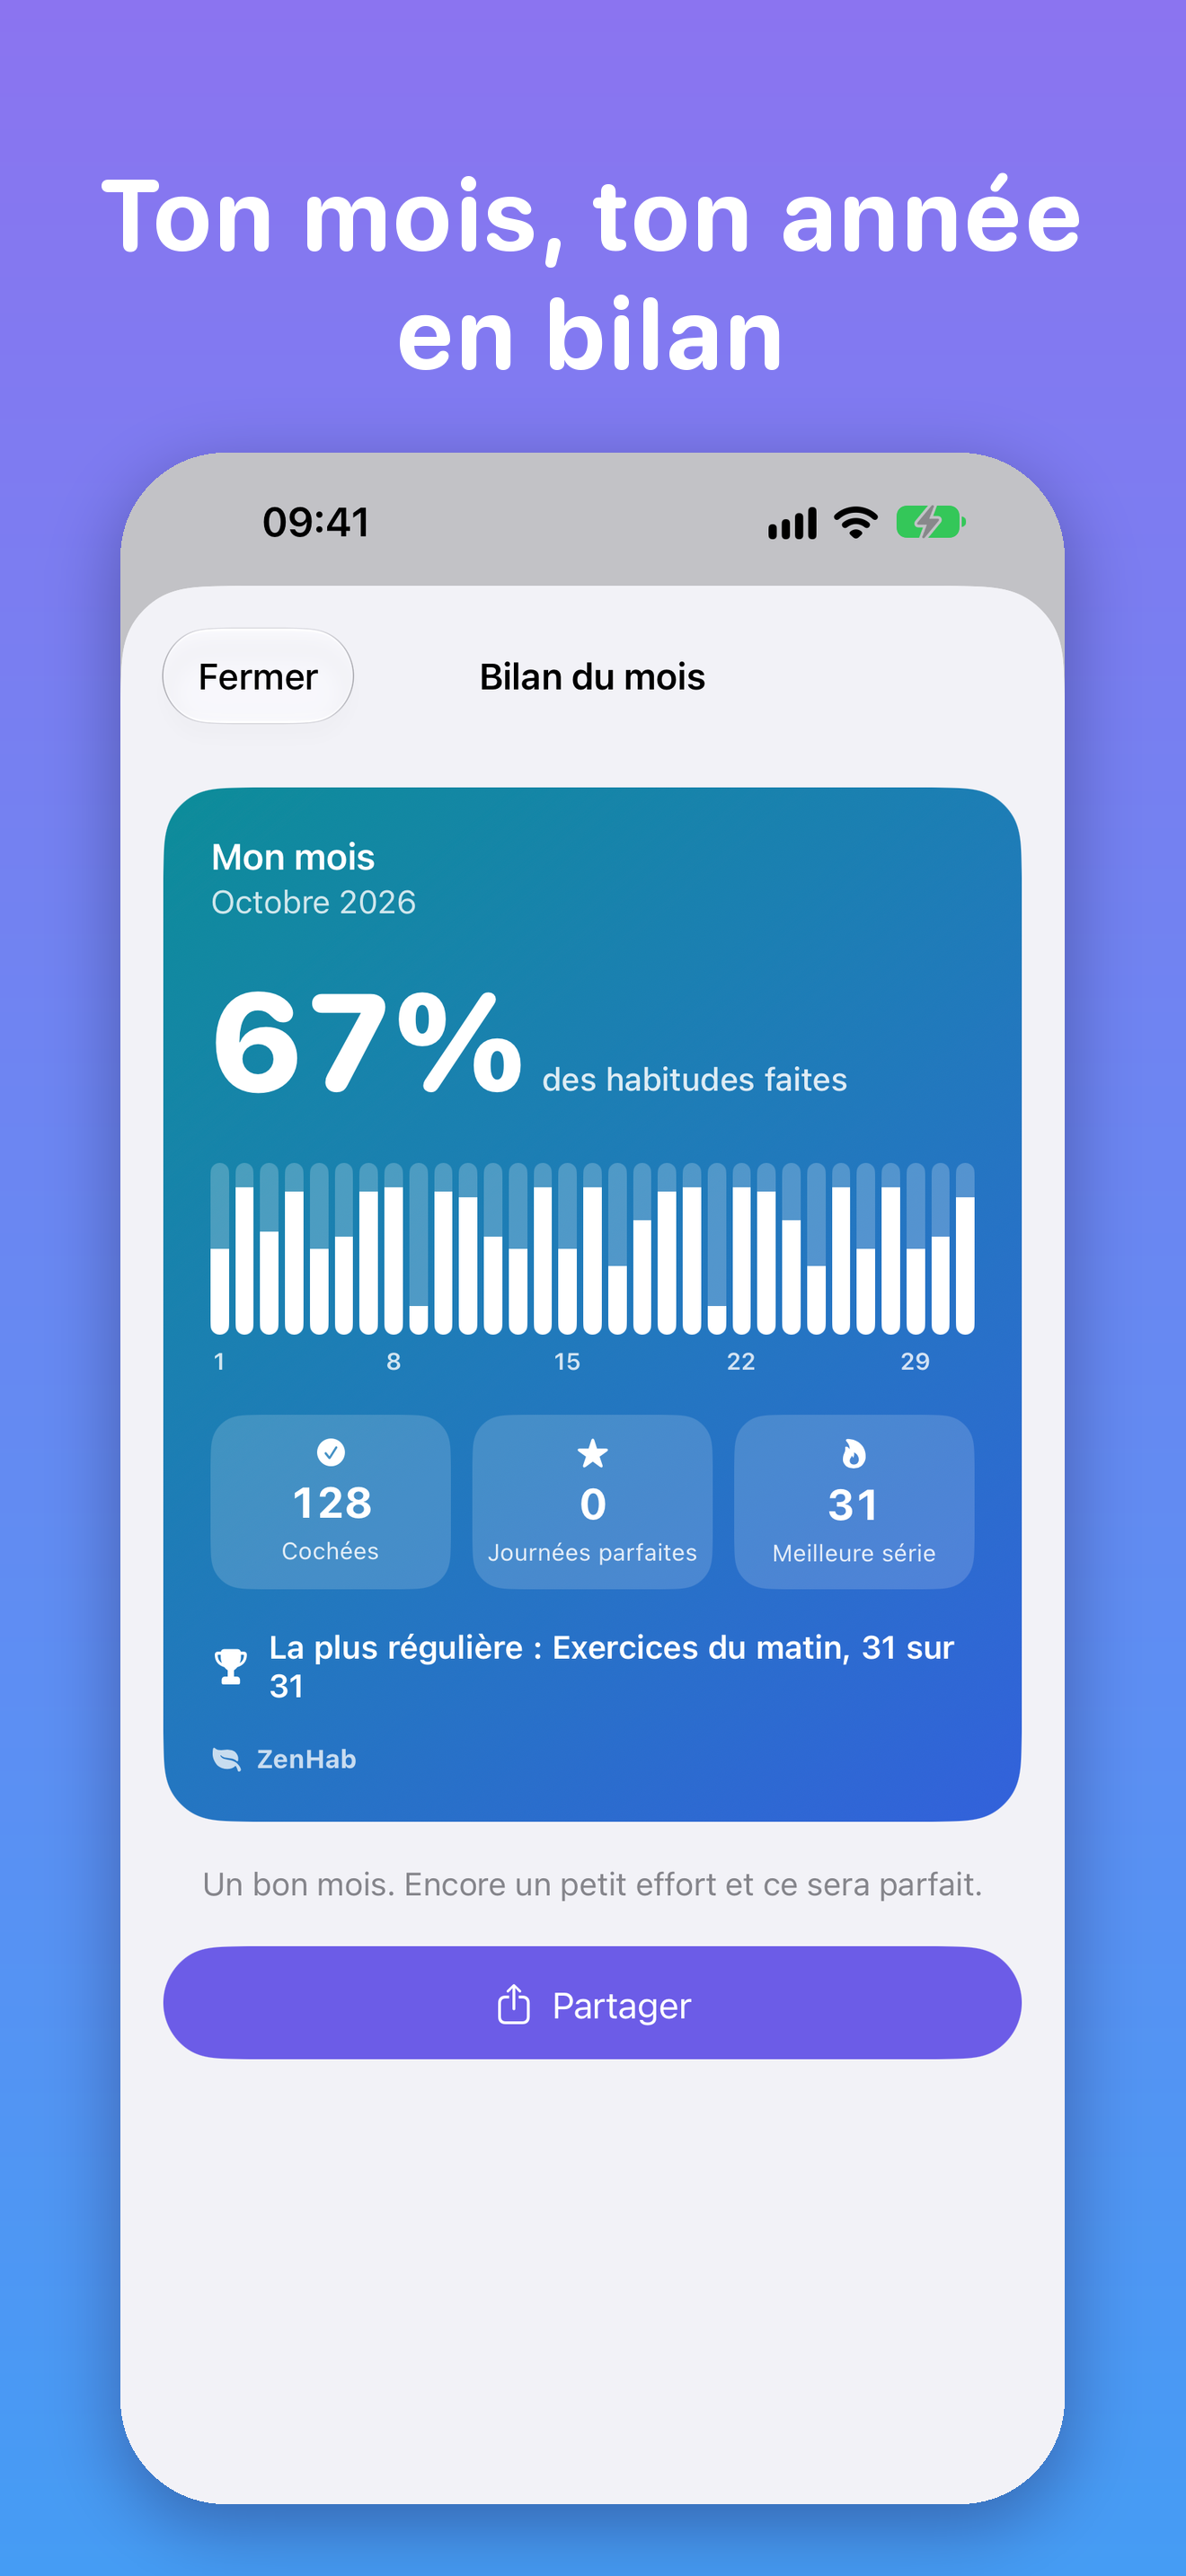 Ton mois, ton année
en bilan
09:41
Fermer
Bilan du mois
Mon mois
Octobre 2026
67% des habitudes faites
1 8 15 22 29
128
Cochées
0
Journées parfaites
31
Meilleure série
La plus régulière : Exercices du matin, 31 sur
31
ZenHab
Un bon mois. Encore un petit effort et ce sera parfait.
Partager